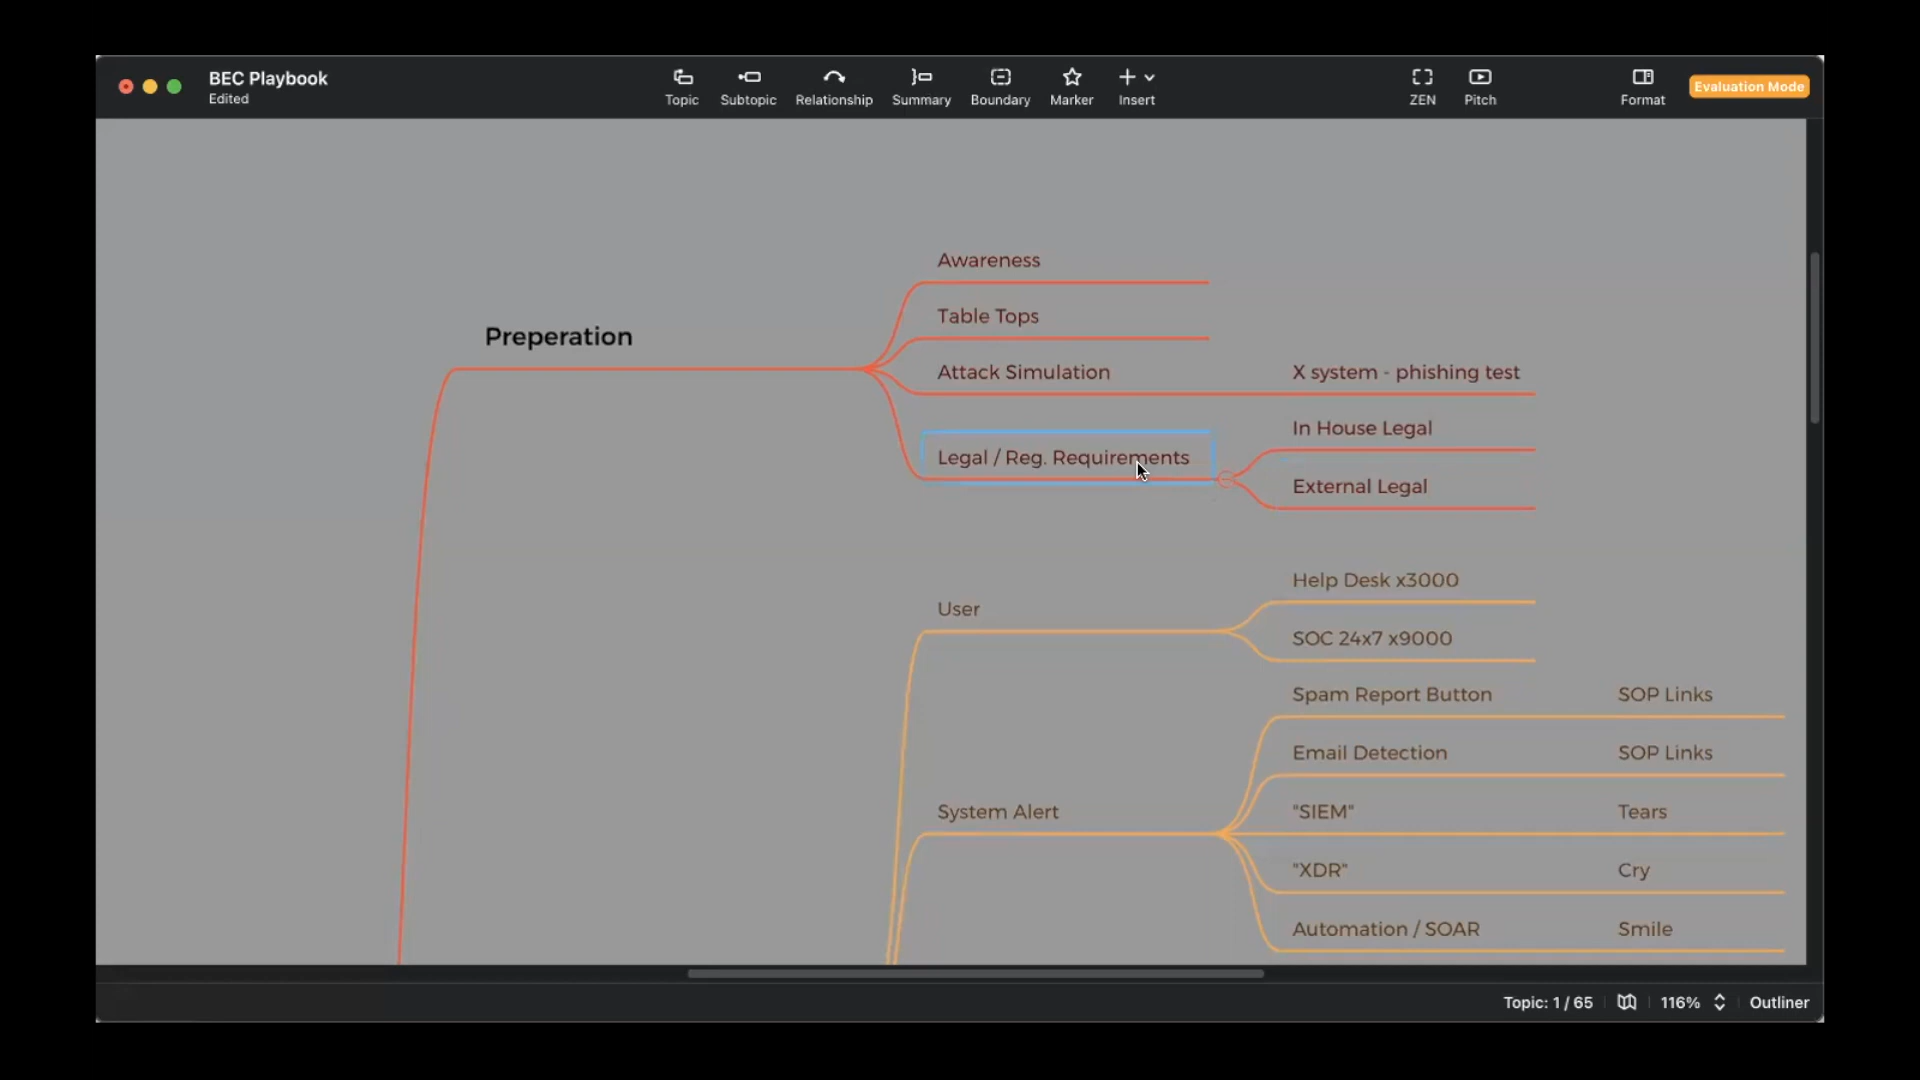 BEC Playbook
Edited
Topic
Subtopic
Relationship
Summary
Boundary
Marker
Insert
ZEN
Pitch
Format
Evaluation Mode
Preperation
Awareness
Table Tops
Attack Simulation
X system - phishing test
Legal / Reg. Requirements
In House Legal
External Legal
User
Help Desk x3000
SOC 24x7 x9000
System Alert
Spam Report Button
SOP Links
Email Detection
SOP Links
"SIEM"
Tears
"XDR"
Cry
Automation / SOAR
Smile
Topic: 1 / 65
116%
Outliner